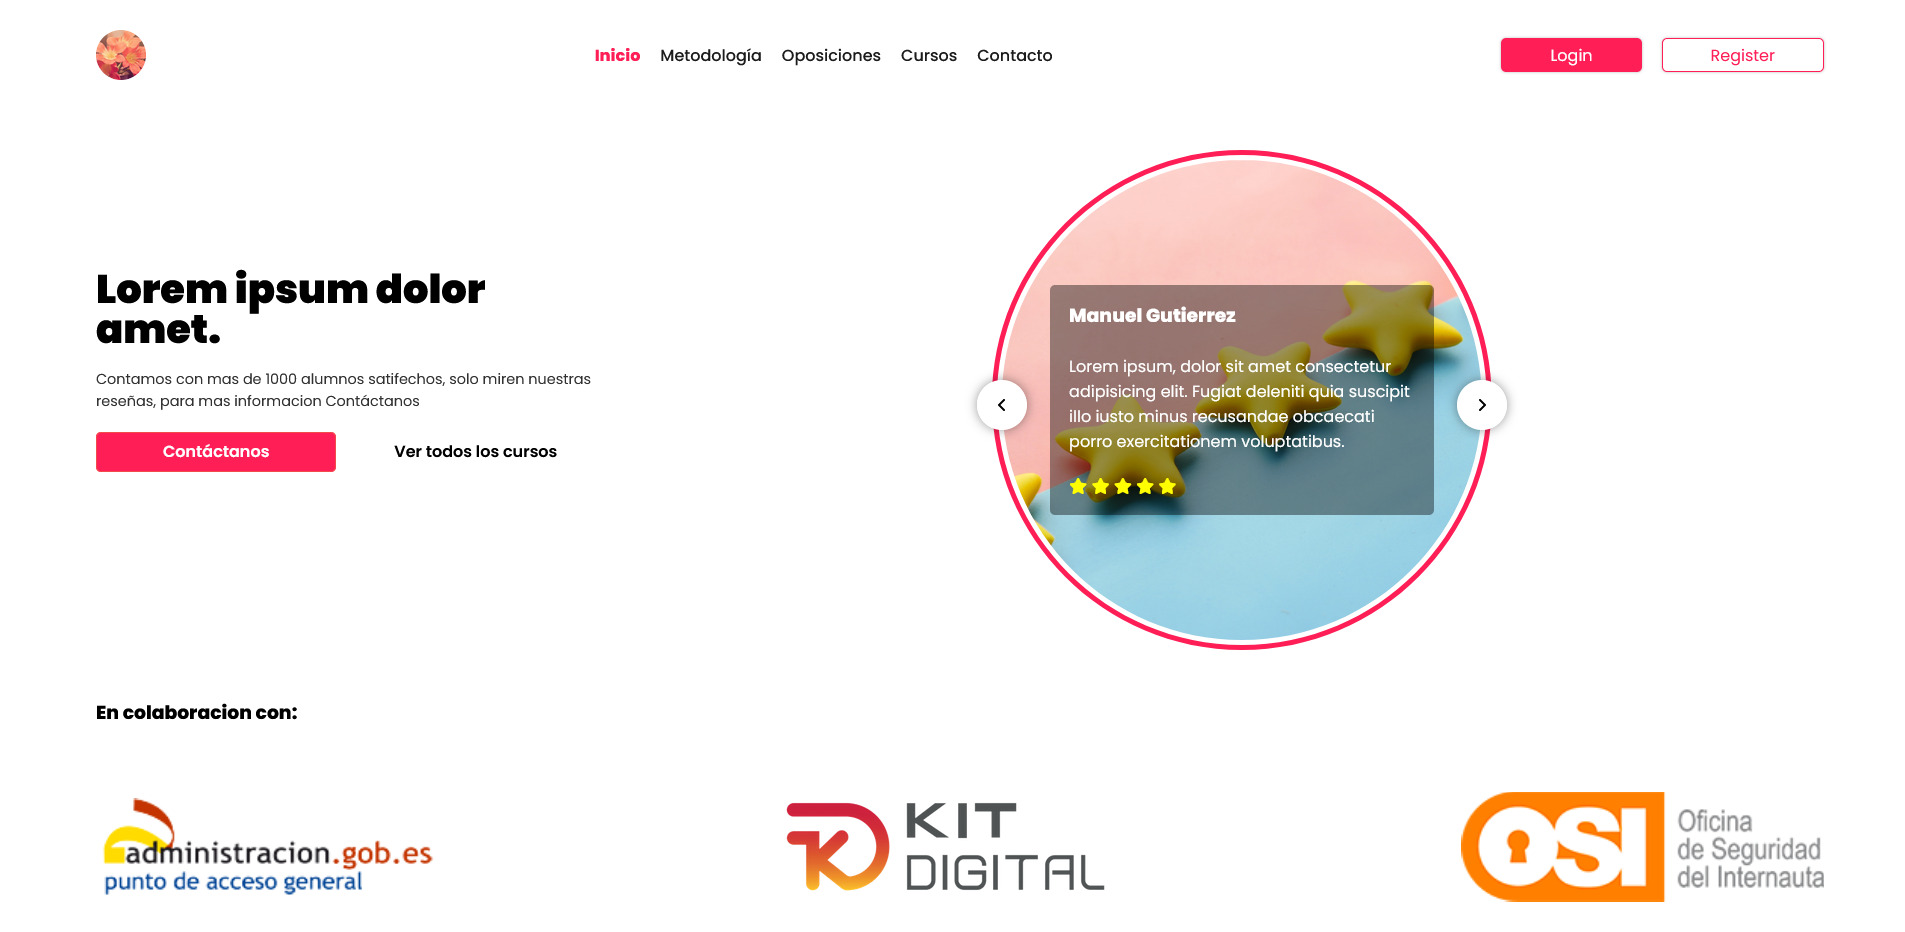 Inicio Metodología Oposiciones Cursos Contacto Login Register
Lorem ipsum dolor
amet.
Contamos con mas de 1000 alumnos satifechos, solo miren nuestras
reseñas, para mas informacion Contáctanos
Contáctanos Ver todos los cursos
Manuel Gutierrez
Lorem ipsum, dolor sit amet consectetur
adipisicing elit. Fugiat deleniti quia suscipit
illo iusto minus recusandae obcaecati
porro exercitationem voluptatibus.
En colaboracion con:
administracion.gob.es
punto de acceso general
KIT
DIGITAL
OSI
Oficina
de Seguridad
del Internauta